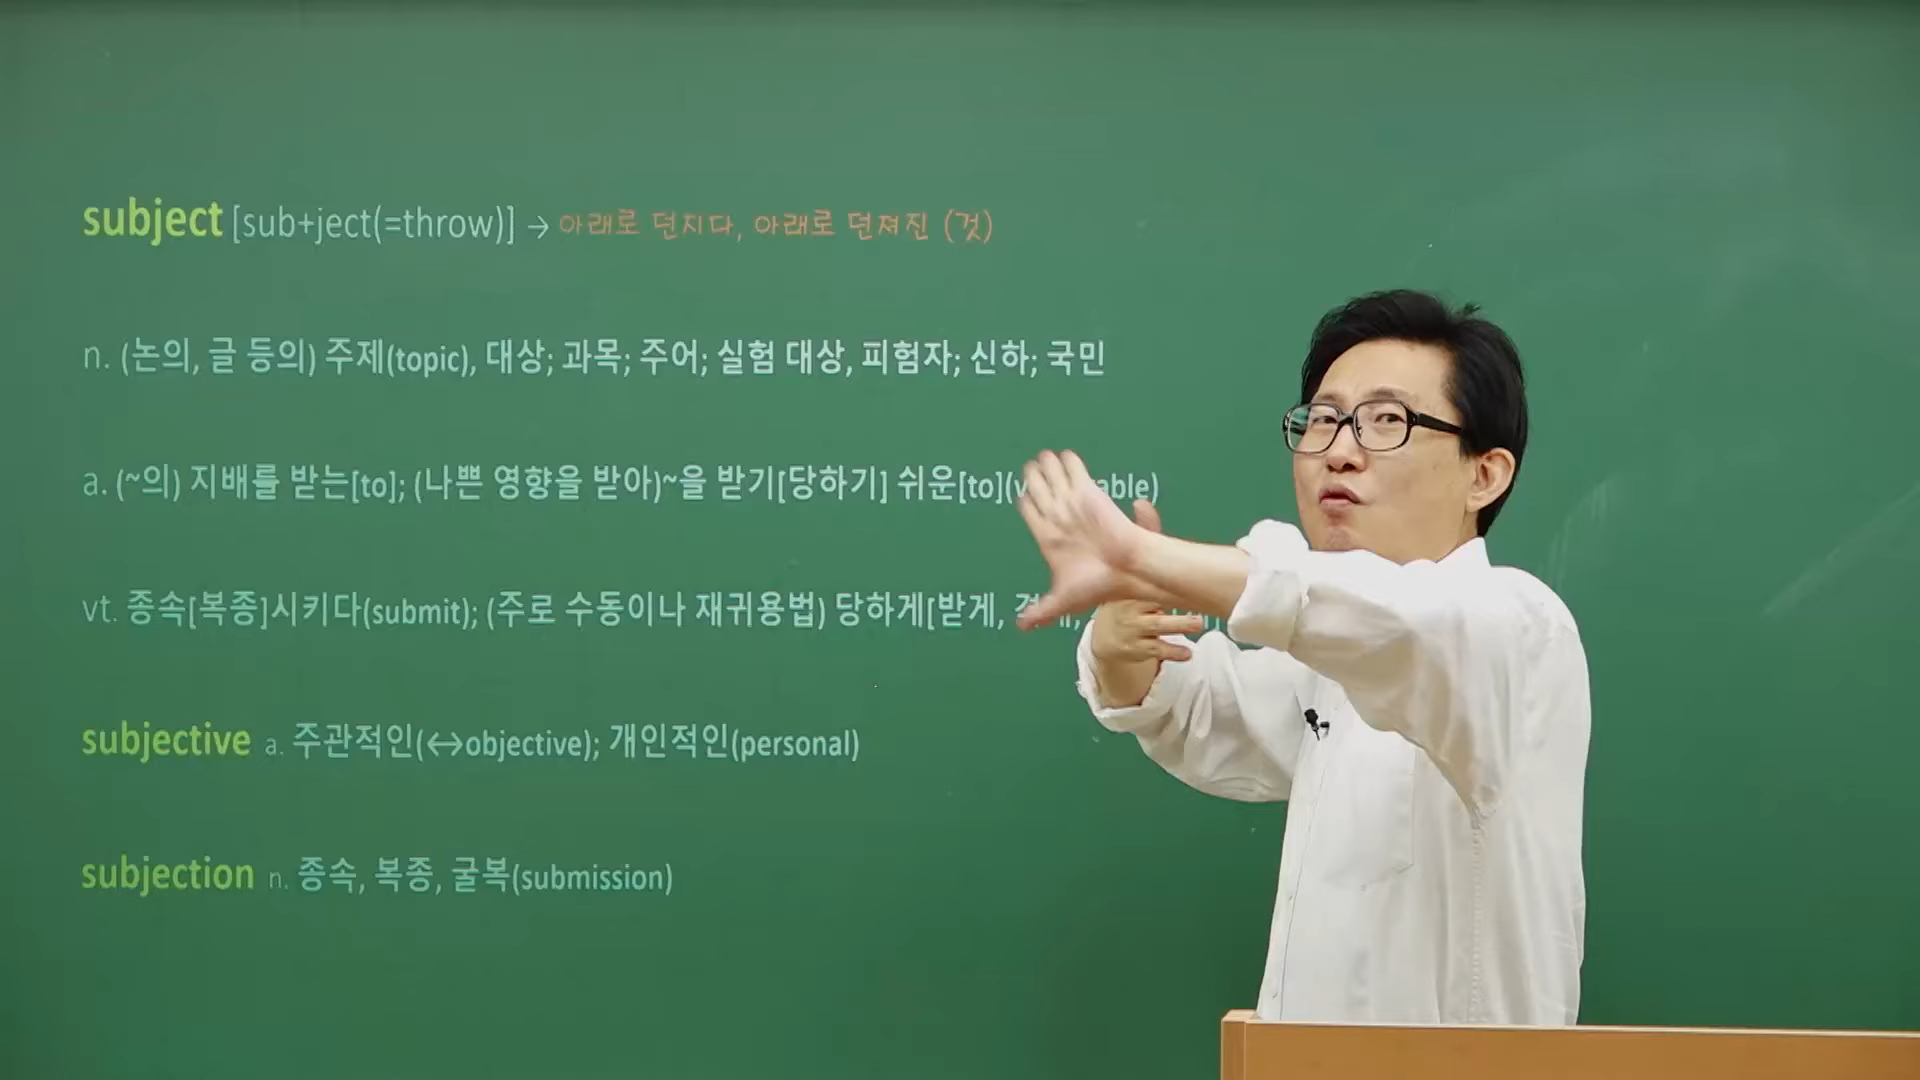 subject [sub+ject(=throw)] → 아래로 던지다, 아래로 던져진 (것)
n. (논의, 글 등의) 주제(topic), 대상; 과목; 주어; 실험 대상, 피험자; 신하; 국민
a. (~의) 지배를 받는[to]; (나쁜 영향을 받아)~을 받기[당하기] 쉬운[to]
vt. 종속[복종]시키다(submit); (주로 수동이나 재귀용법) 당하게[받게,
subjective a. 주관적인(↔objective); 개인적인(personal)
subjection n. 종속, 복종, 굴복(submission)